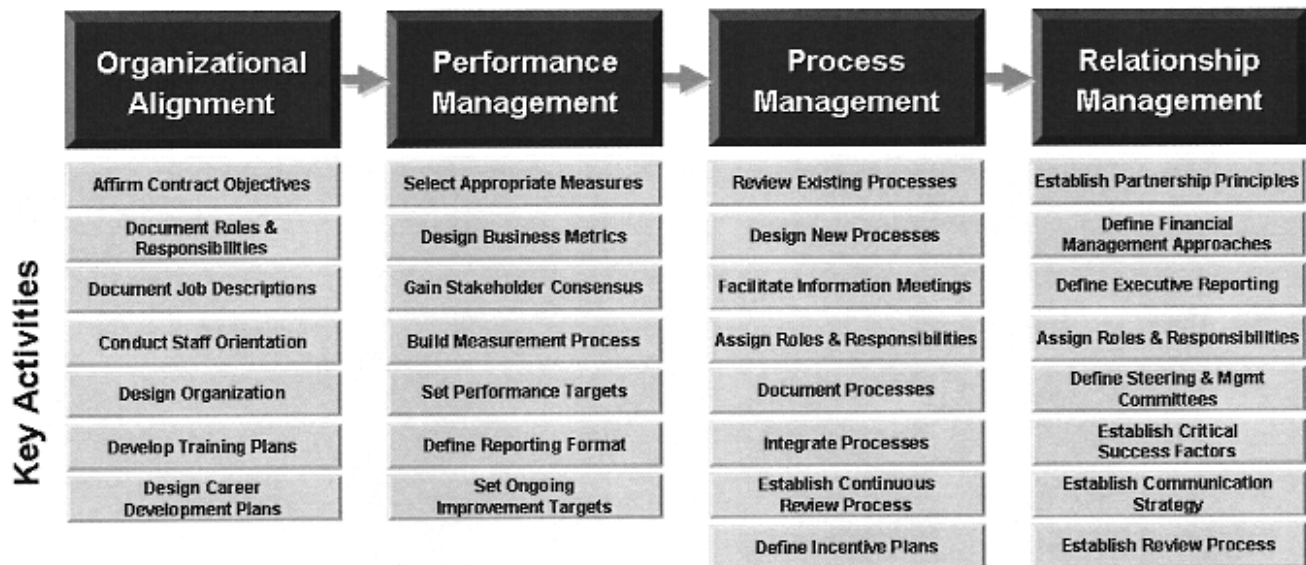 Organizational
Alignment
Performance
Management
Process
Management
Relationship
Management
Key Activities
Affirm Contract Objectives
Document Roles &
Responsibilities
Document Job Descriptions
Conduct Staff Orientation
Design Organization
Develop Training Plans
Design Career
Development Plans
Select Appropriate Measures
Design Business Metrics
Gain Stakeholder Consensus
Build Measurement Process
Set Performance Targets
Define Reporting Format
Set Ongoing
Improvement Targets
Review Existing Processes
Design New Processes
Facilitate Information Meetings
Assign Roles & Responsibilities
Document Processes
Integrate Processes
Establish Continuous
Review Process
Define Incentive Plans
Establish Partnership Principles
Define Financial
Management Approaches
Define Executive Reporting
Assign Roles & Responsibilities
Define Steering & Mgmt
Committees
Establish Critical
Success Factors
Establish Communication
Strategy
Establish Review Process